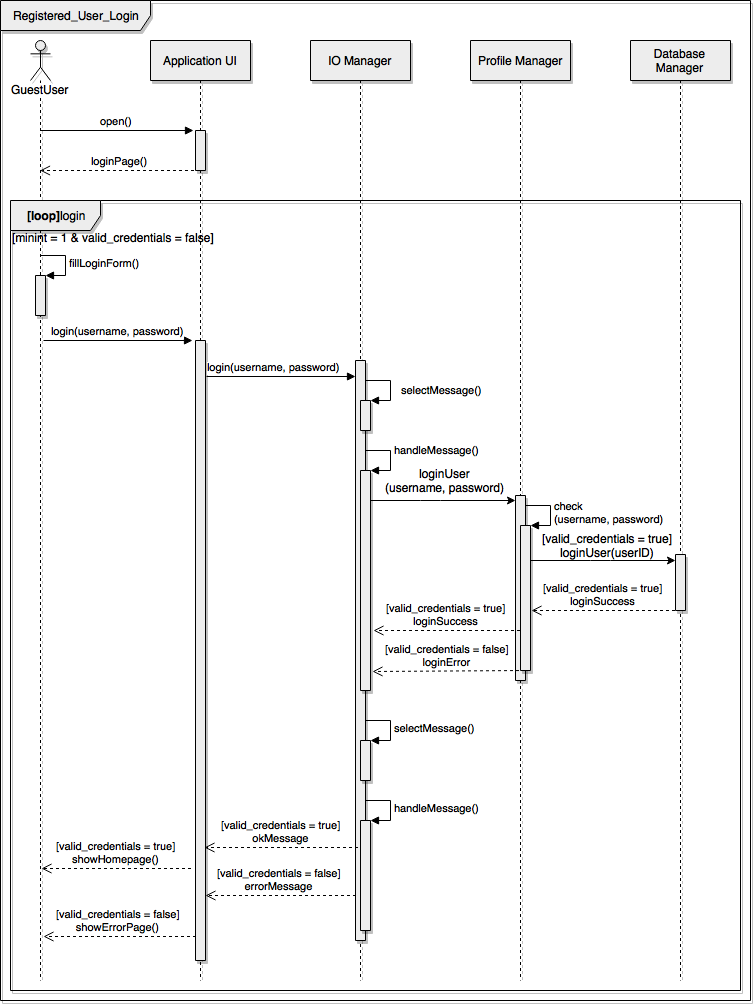 Registered_User_Login
GuestUser
Application UI
IO Manager
Profile Manager
Database
Manager
open()
loginPage()
[loop]login
[minint = 1 & valid_credentials = false]
fillLoginForm()
login(username, password)
login(username, password)
selectMessage()
handleMessage()
loginUser
(username, password)
check
(username, password)
[valid_credentials = true]
loginUser(userID)
[valid_credentials = true]
loginSuccess
[valid_credentials = true]
loginSuccess
[valid_credentials = false]
loginError
selectMessage()
handleMessage()
[valid_credentials = true]
okMessage
[valid_credentials = true]
showHomepage()
[valid_credentials = false]
errorMessage
[valid_credentials = false]
showErrorPage()